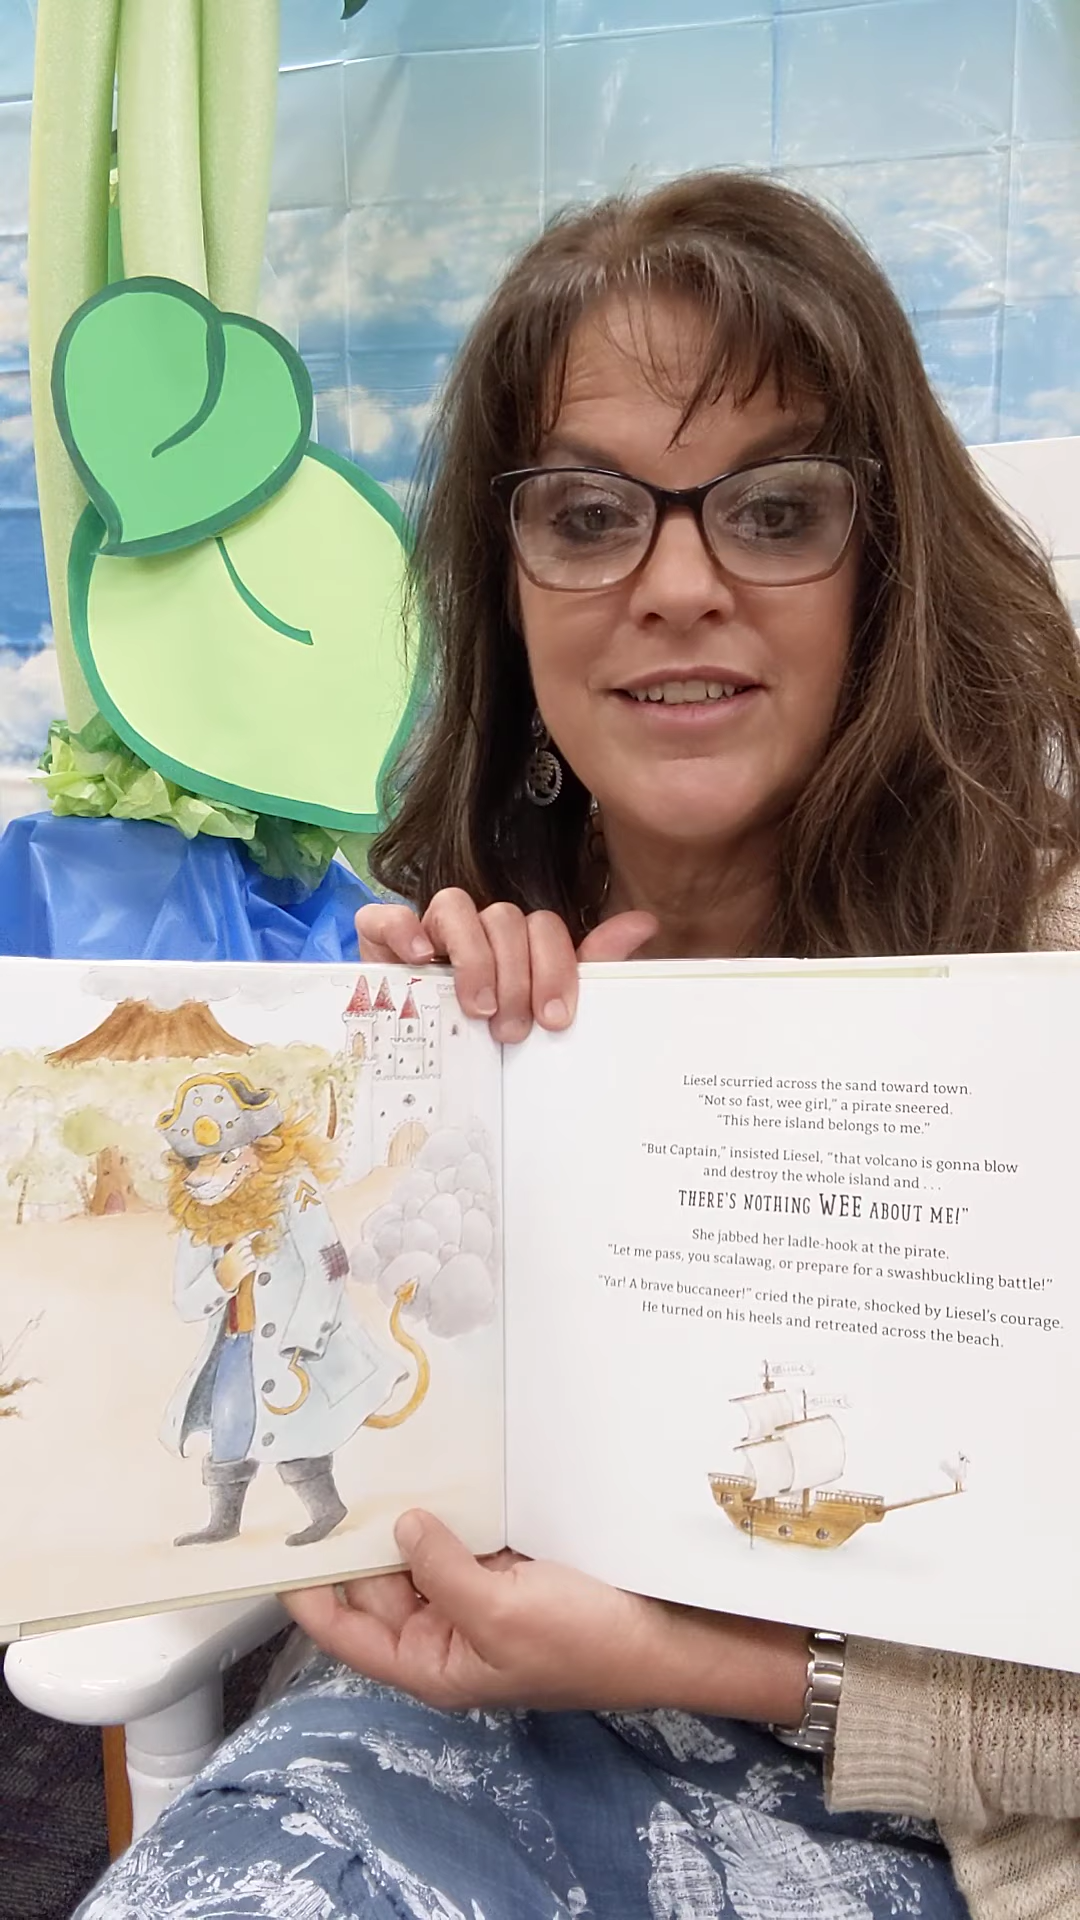 Liesel scurried across the sand toward town.
“Not so fast, wee girl,” a pirate sneered.
“This here island belongs to me.”
“But Captain,” insisted Liesel, “that volcano is gonna blow
and destroy the whole island and . . .
THERE’S NOTHING WEE ABOUT ME!”
She jabbed her ladle-hook at the pirate.
“Let me pass, you scalawag, or prepare for a swashbuckling battle!”
“Yar! A brave buccaneer!” cried the pirate, shocked by Liesel’s courage.
He turned on his heels and retreated across the beach.